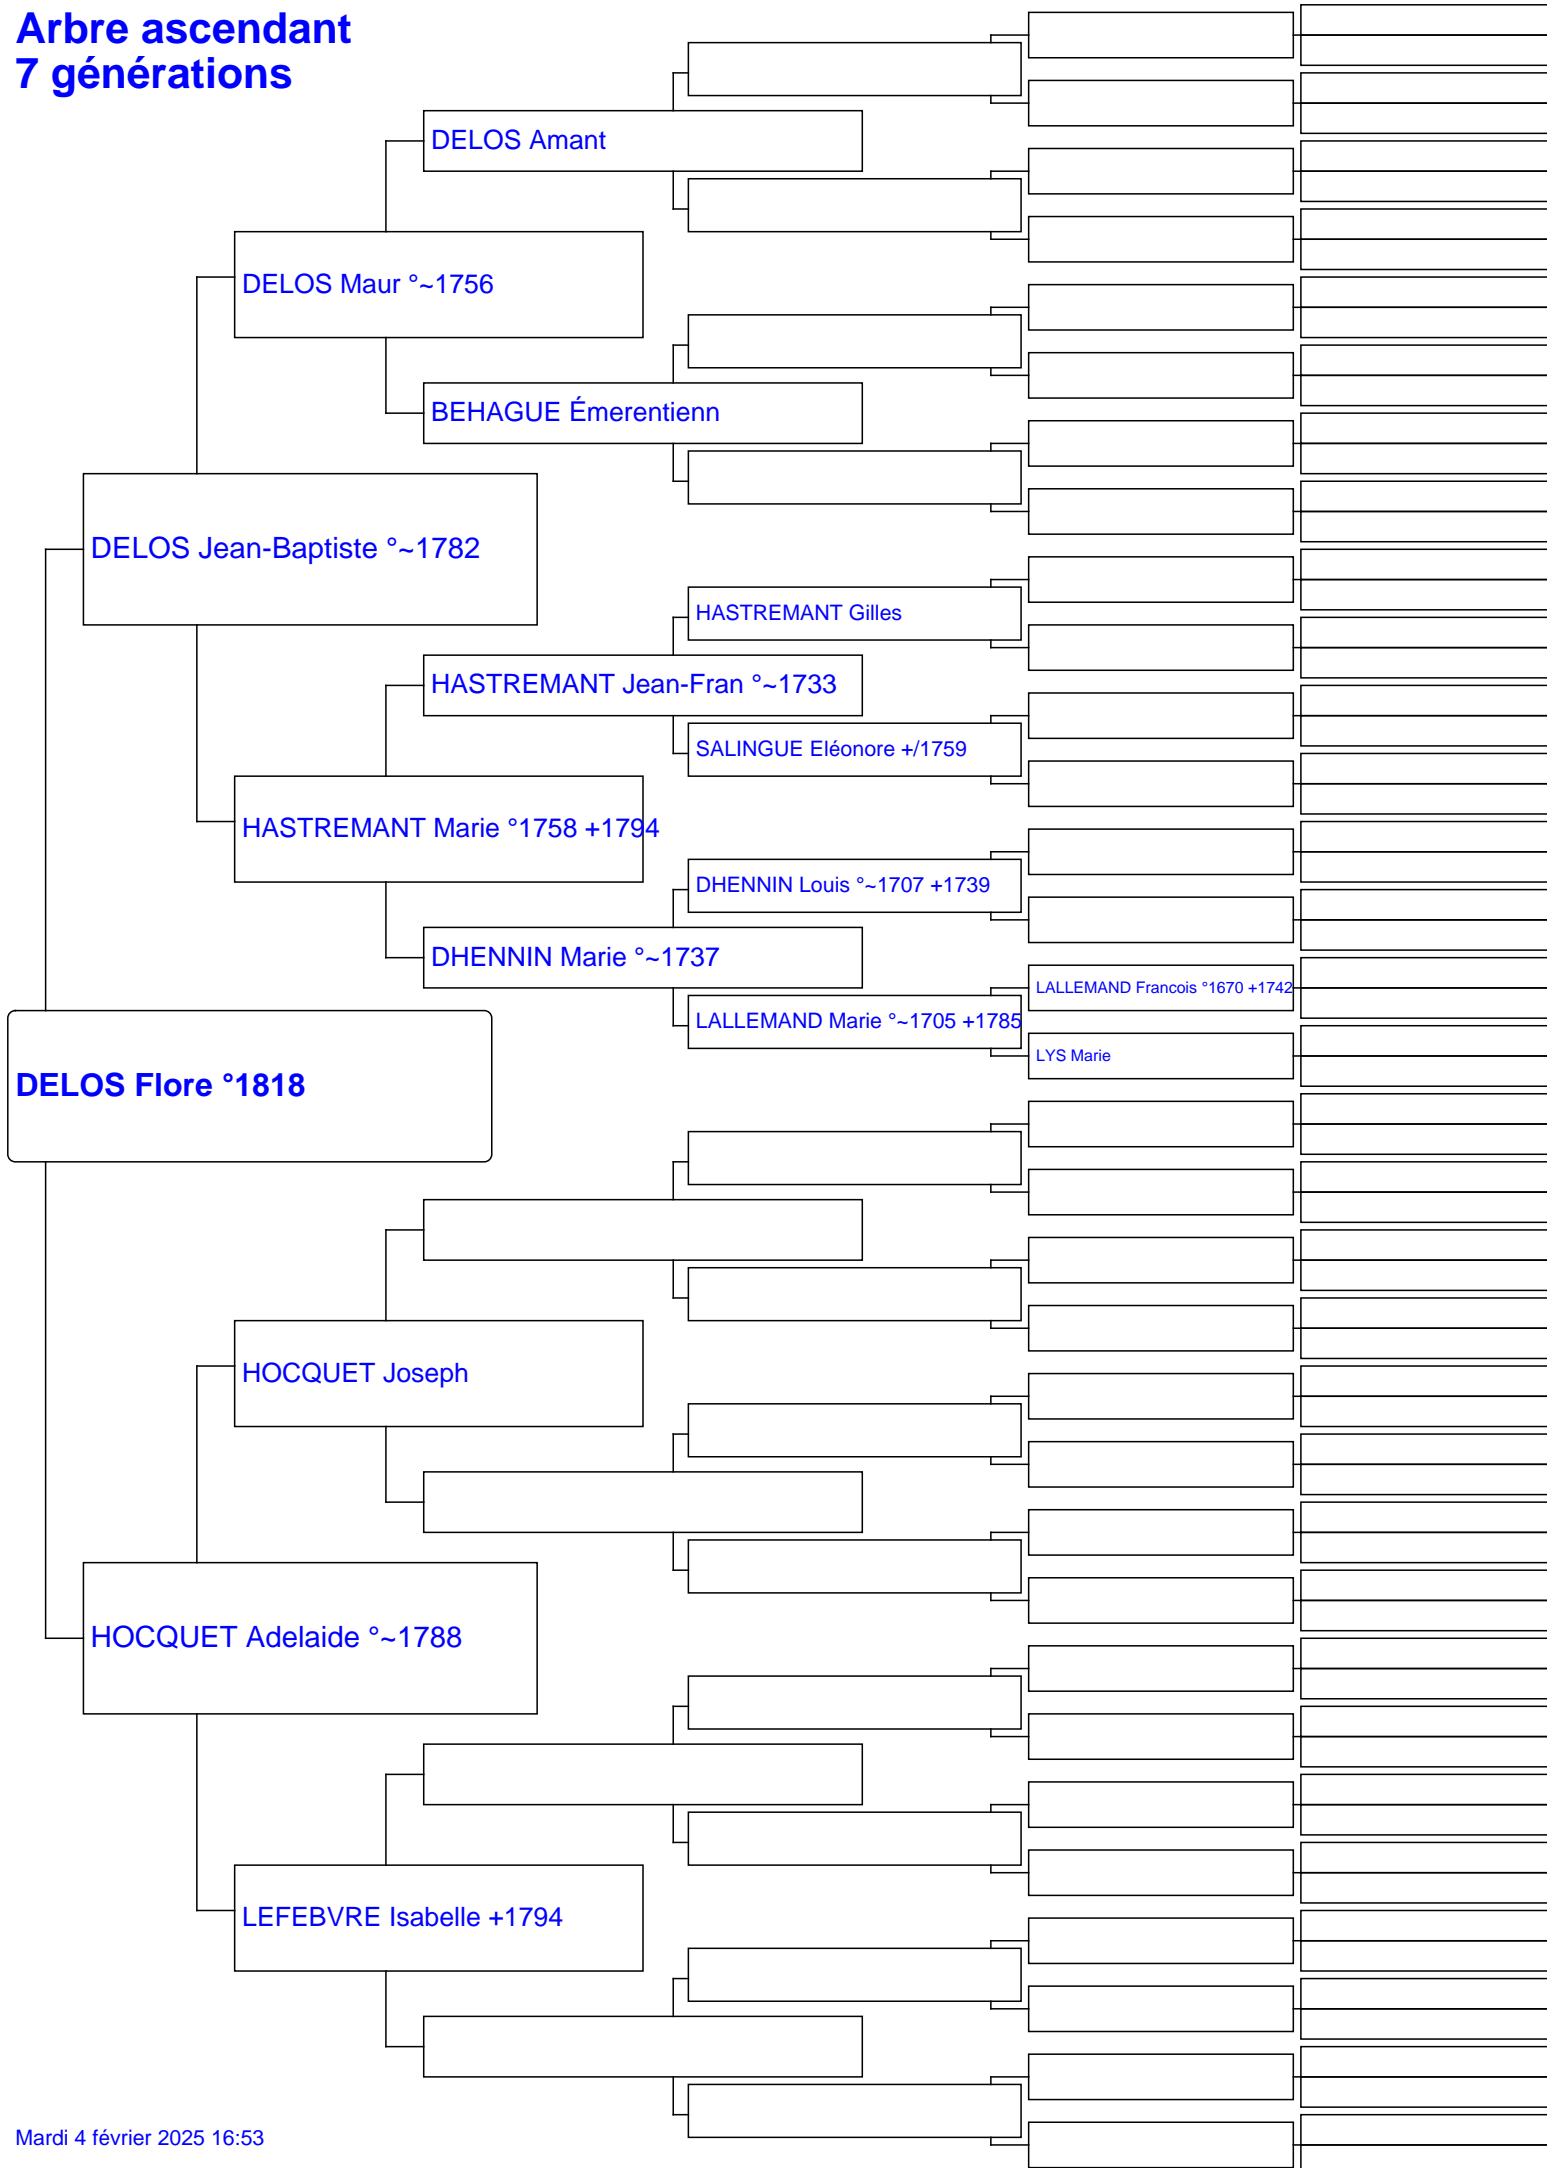 Arbre ascendant
7 générations
DELOS Amant
DELOS Maur °~1756
BEHAGUE Émerentienn
DELOS Jean-Baptiste °~1782
HASTREMANT Gilles
HASTREMANT Jean-Fran °~1733
SALINGUE Eléonore +/1759
HASTREMANT Marie °1758 +1794
DHENNIN Louis °~1707 +1739
DHENNIN Marie °~1737
LALLEMAND Francois °1670 +1742
LALLEMAND Marie °~1705 +1785
LYS Marie
DELOS Flore °1818
HOCQUET Joseph
HOCQUET Adelaide °~1788
LEFEBVRE Isabelle +1794
Mardi 4 février 2025 16:53